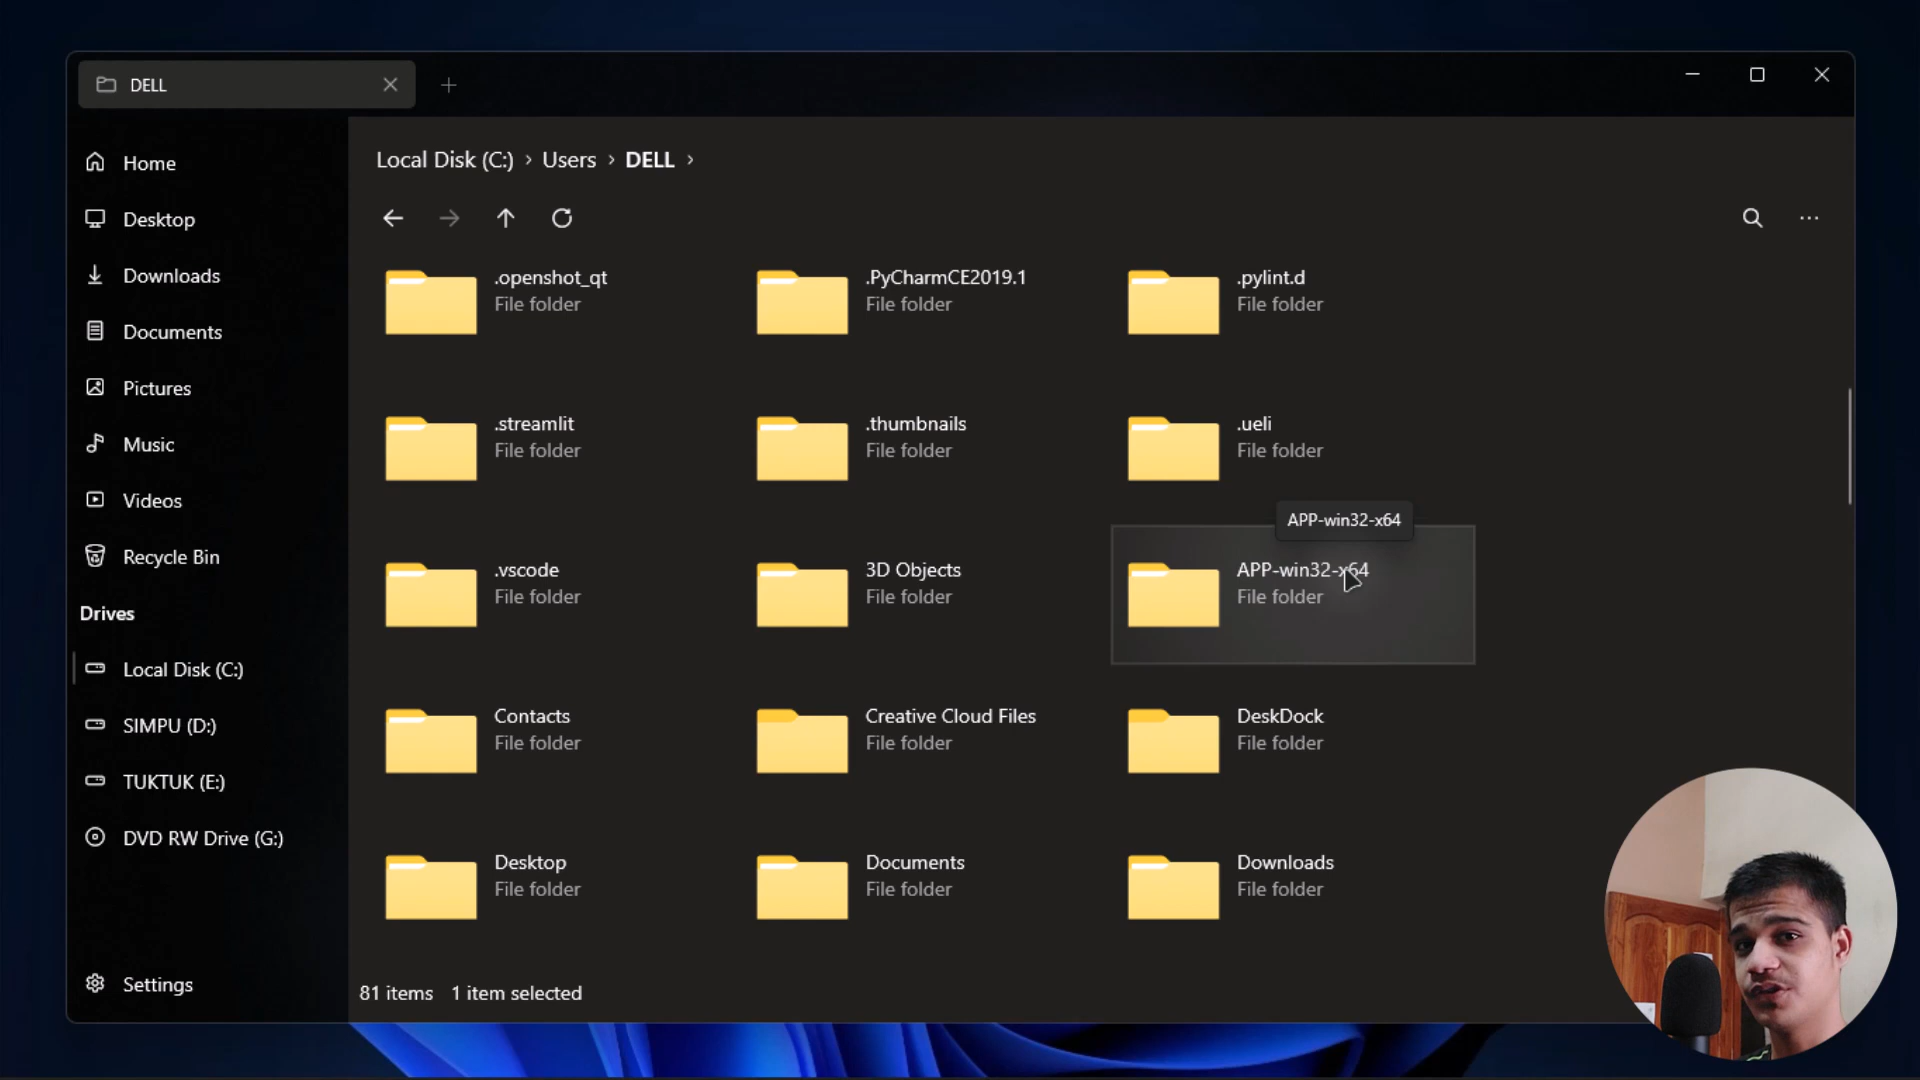 DELL
Home
Desktop
Downloads
Documents
Pictures
Music
Videos
Recycle Bin
Drives
Local Disk (C:)
SIMPU (D:)
TUKTUK (E:)
DVD RW Drive (G:)
Settings
Local Disk (C:) › Users › DELL ›
.openshot_qt
File folder
.PyCharmCE2019.1
File folder
.pylint.d
File folder
.streamlit
File folder
.thumbnails
File folder
.ueli
File folder
APP-win32-x64
.vscode
File folder
3D Objects
File folder
APP-win32-x64
File folder
Contacts
File folder
Creative Cloud Files
File folder
DeskDock
File folder
Desktop
File folder
Documents
File folder
Downloads
File folder
81 items 1 item selected